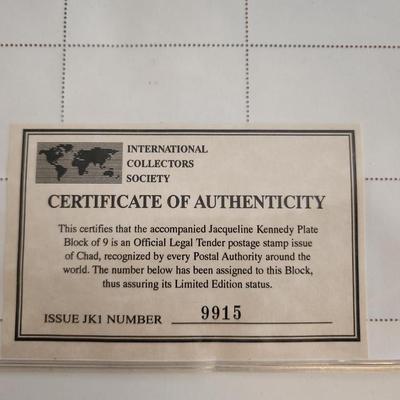 INTERNATIONAL
COLLECTORS
SOCIETY
CERTIFICATE OF AUTHENTICITY
This certifies that the accompanied Jacqueline Kennedy Plate
Block of 9 is an Official Legal Tender postage stamp issue
of Chad, recognized by every Postal Authority around the
world. The number below has been assigned to this Block,
thus assuring its Limited Edition status.
ISSUE JK1 NUMBER 9915